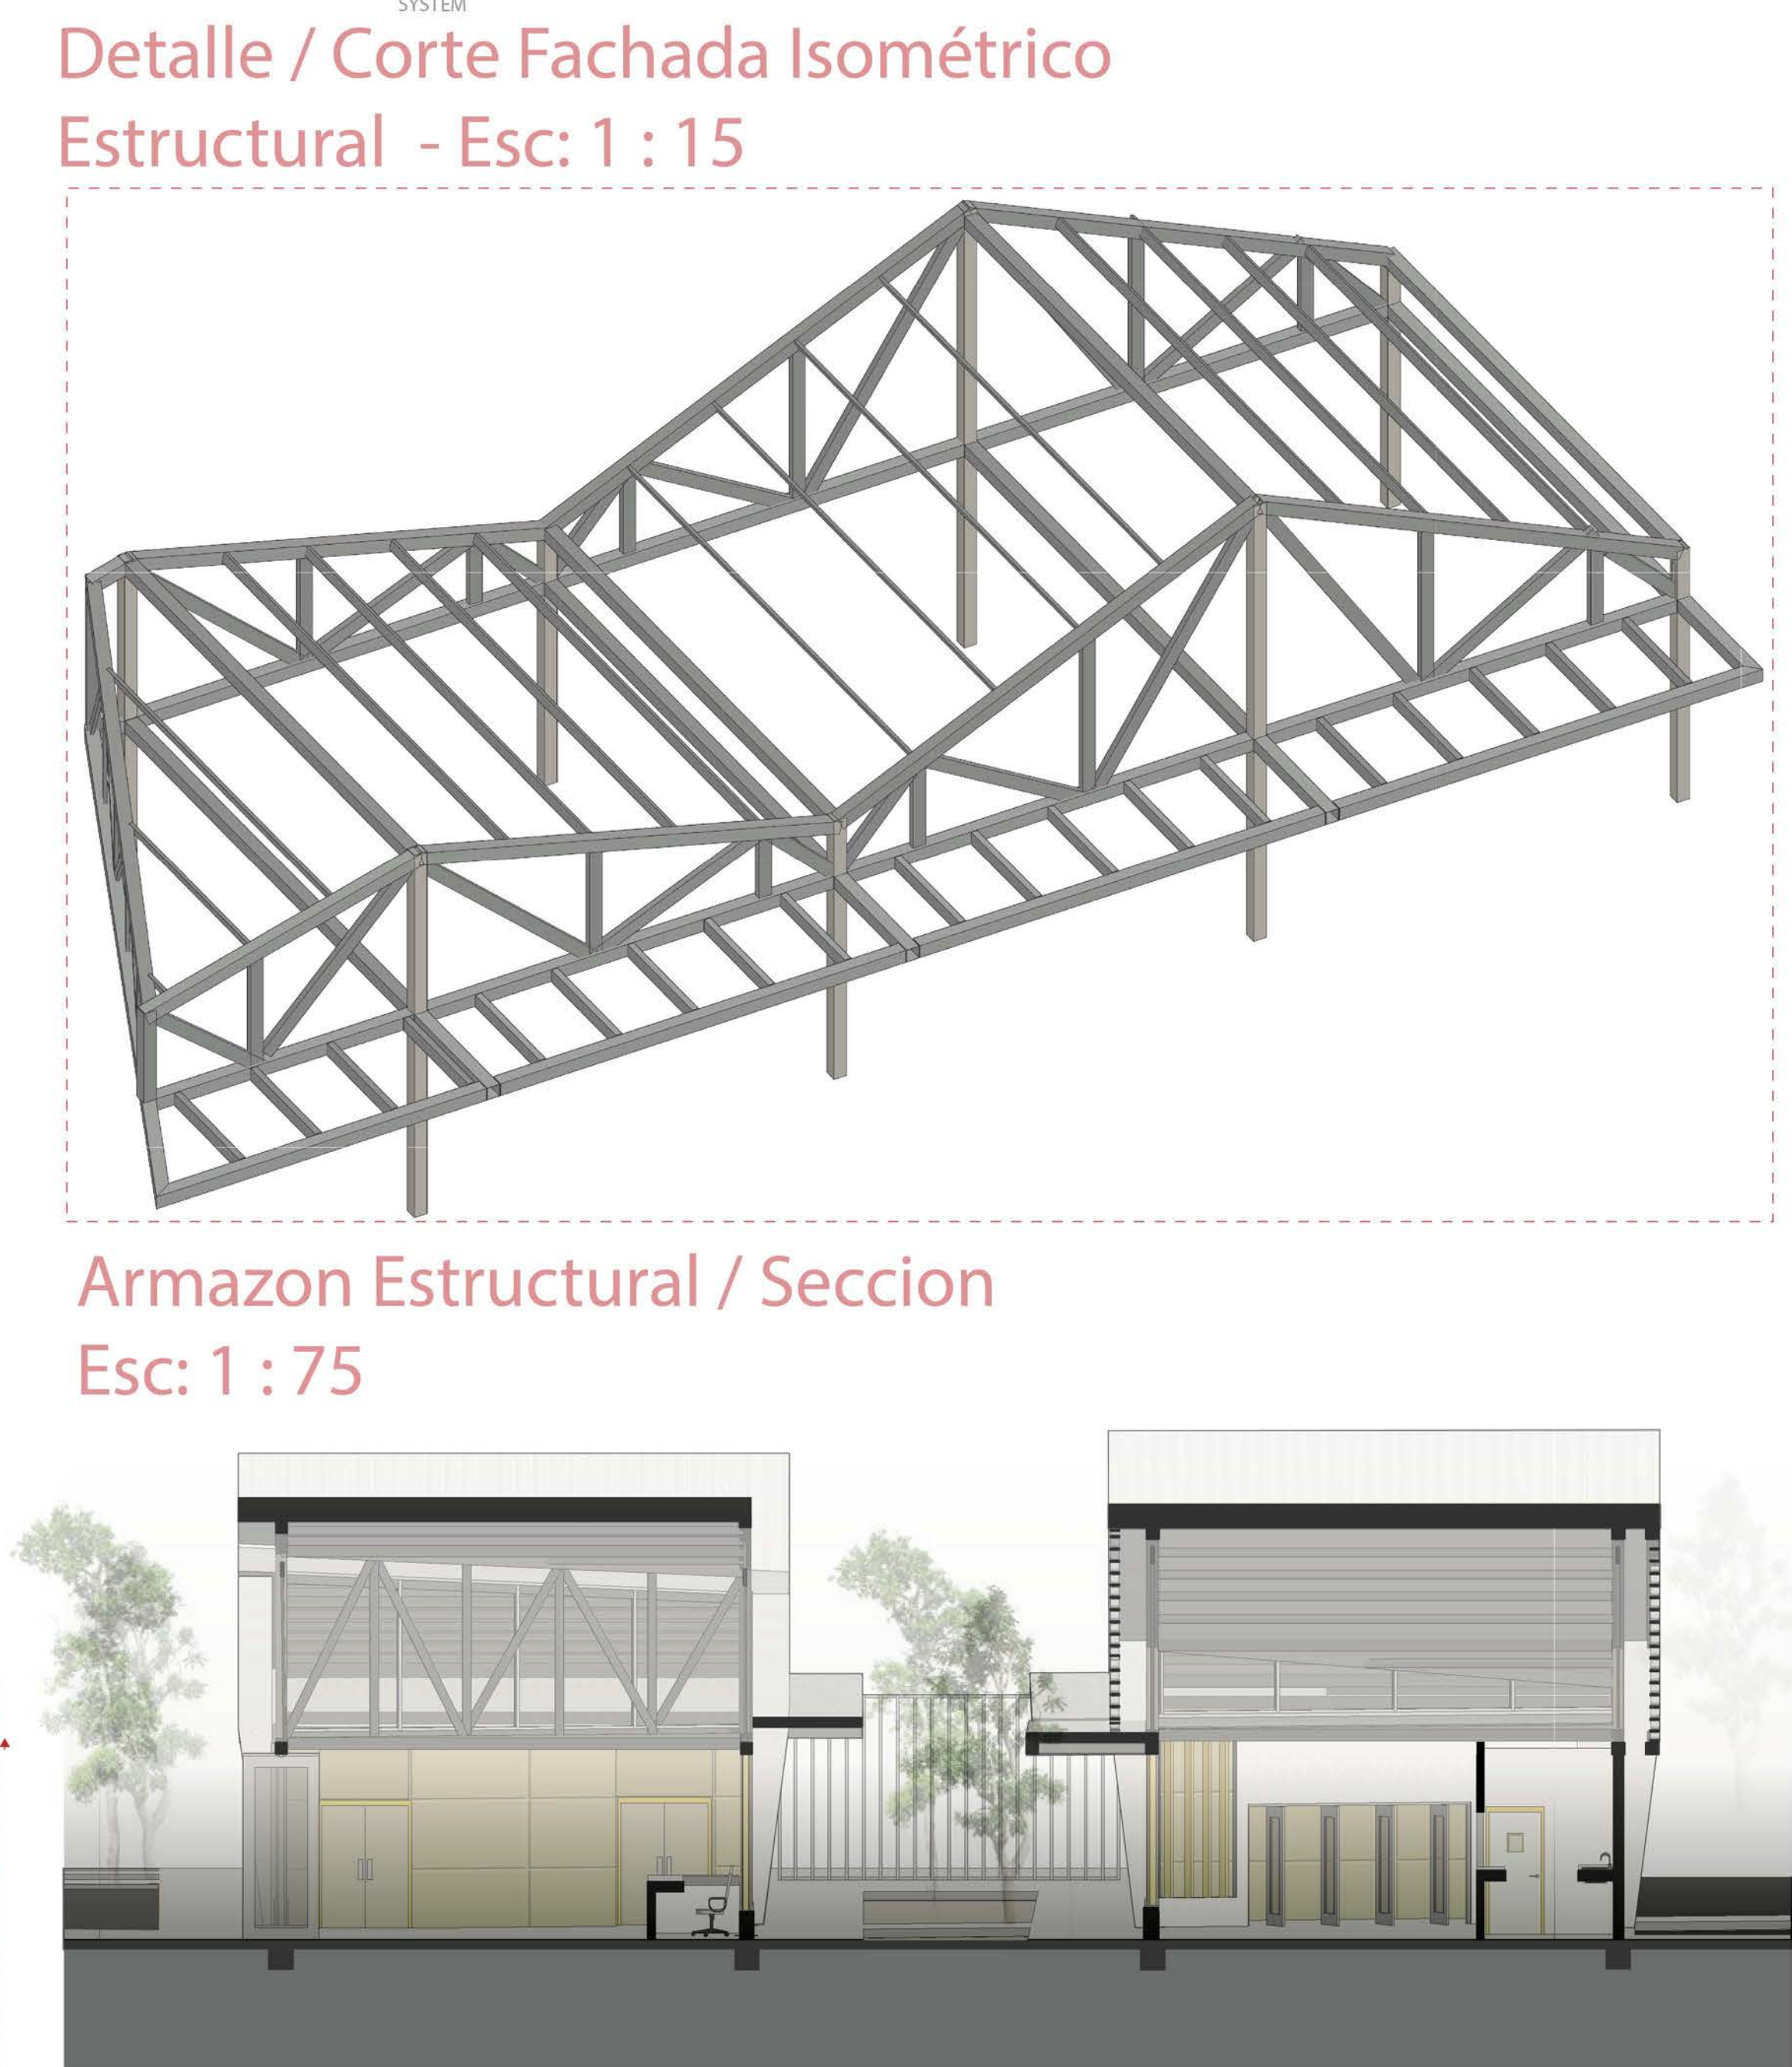 SYSTEM
Detalle / Corte Fachada Isométrico
Estructural - Esc: 1 : 15
Armazon Estructural / Seccion
Esc: 1 : 75